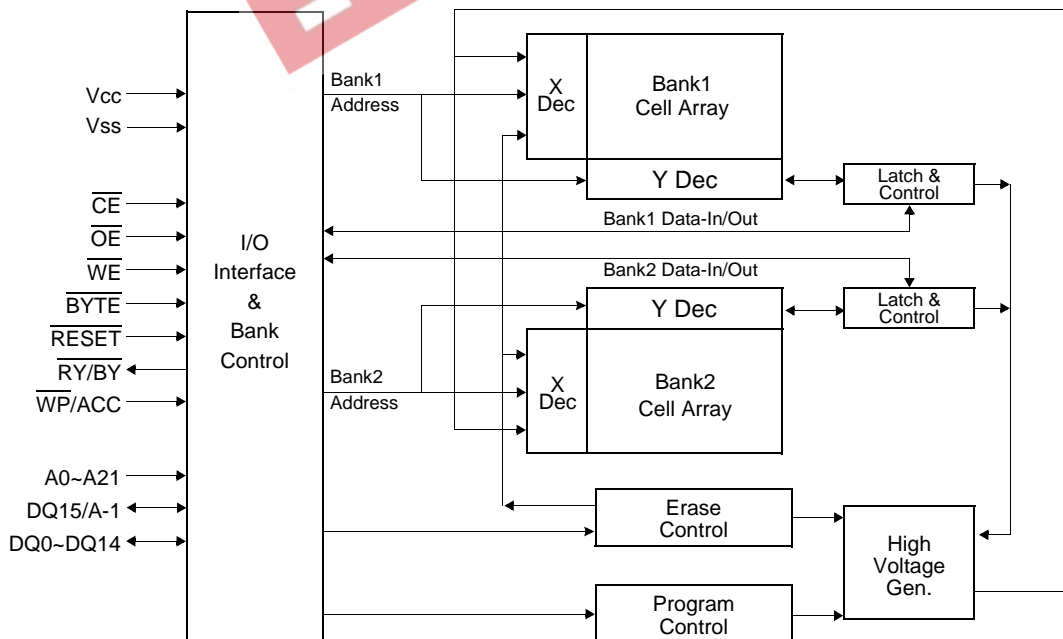 Vcc
Vss
CE
OE
WE
BYTE
RESET
RY/BY
WP/ACC
A0~A21
DQ15/A-1
DQ0~DQ14
I/O
Interface
&
Bank
Control
Bank1
Address
X
Dec
Bank1
Cell Array
Y Dec
Latch &
Control
Bank1 Data-In/Out
Bank2 Data-In/Out
Y Dec
Latch &
Control
Bank2
Address
X
Dec
Bank2
Cell Array
Erase
Control
High
Voltage
Gen.
Program
Control